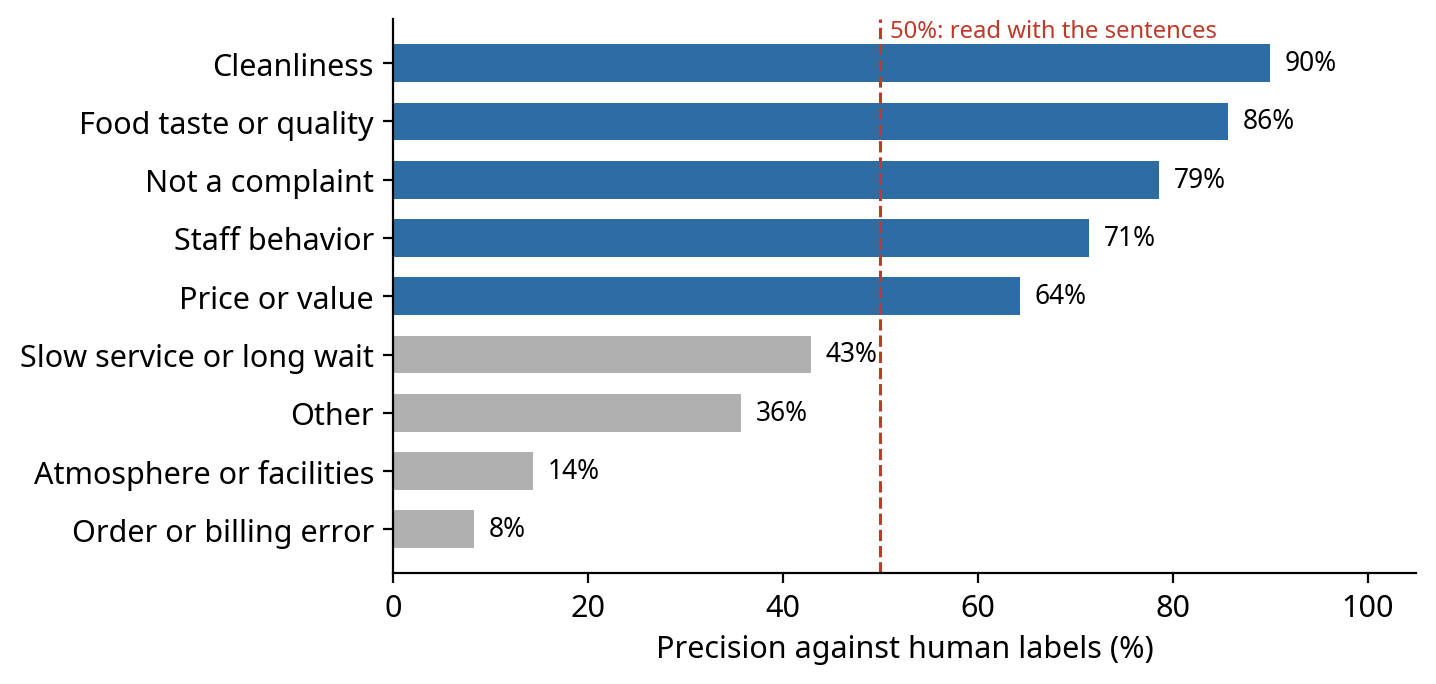 50%: read with the sentences
Cleanliness 90%
Food taste or quality 86%
Not a complaint 79%
Staff behavior 71%
Price or value 64%
Slow service or long wait 43%
Other 36%
Atmosphere or facilities 14%
Order or billing error 8%
0 20 40 60 80 100
Precision against human labels (%)